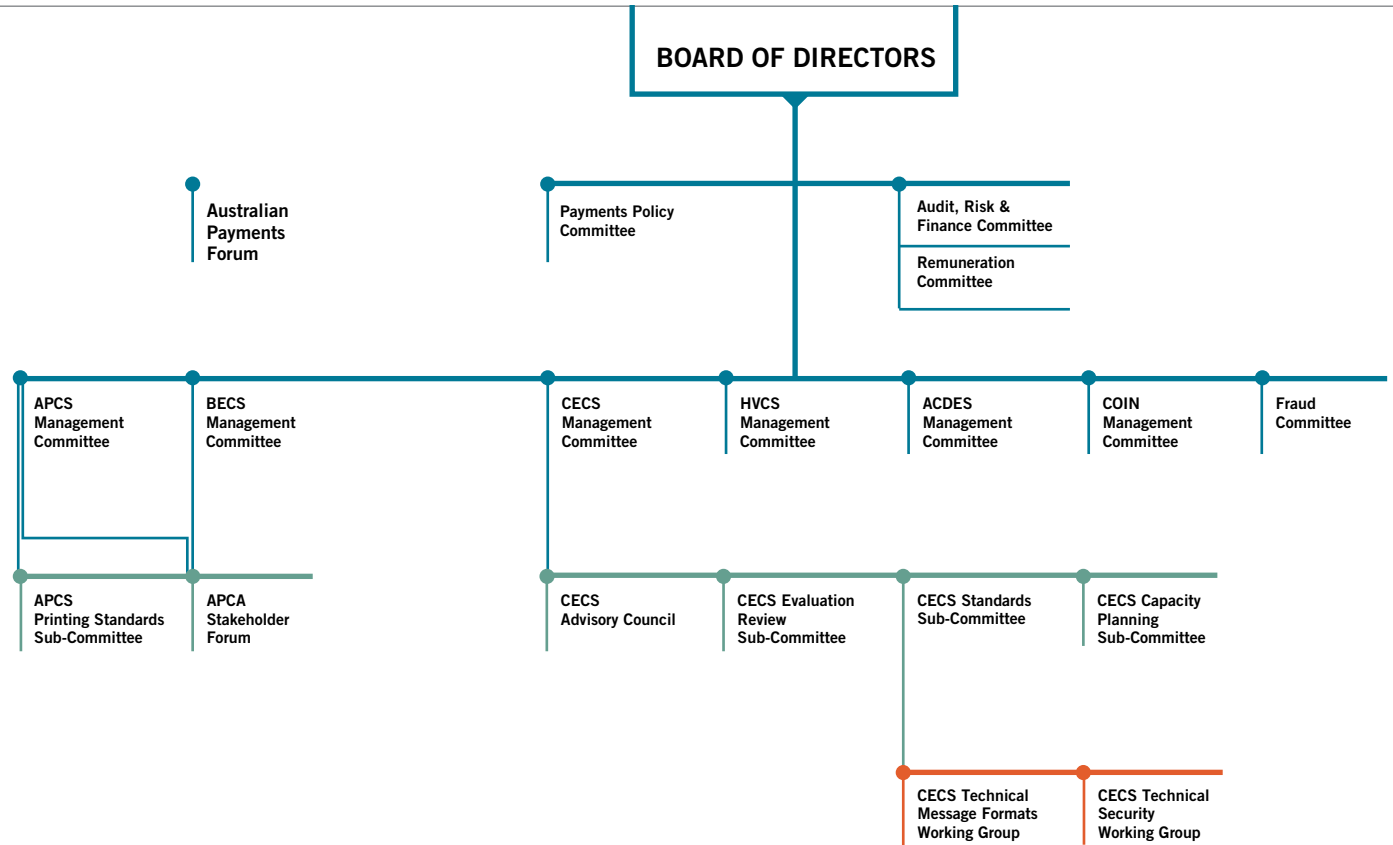 BOARD OF DIRECTORS
Australian
Payments
Forum
Payments Policy
Committee
Audit, Risk &
Finance Committee
Remuneration
Committee
APCS
Management
Committee
BECS
Management
Committee
CECS
Management
Committee
HVCS
Management
Committee
ACDES
Management
Committee
COIN
Management
Committee
Fraud
Committee
APCS
Printing Standards
Sub-Committee
APCA
Stakeholder
Forum
CECS
Advisory Council
CECS Evaluation
Review
Sub-Committee
CECS Standards
Sub-Committee
CECS Capacity
Planning
Sub-Committee
CECS Technical
Message Formats
Working Group
CECS Technical
Security
Working Group